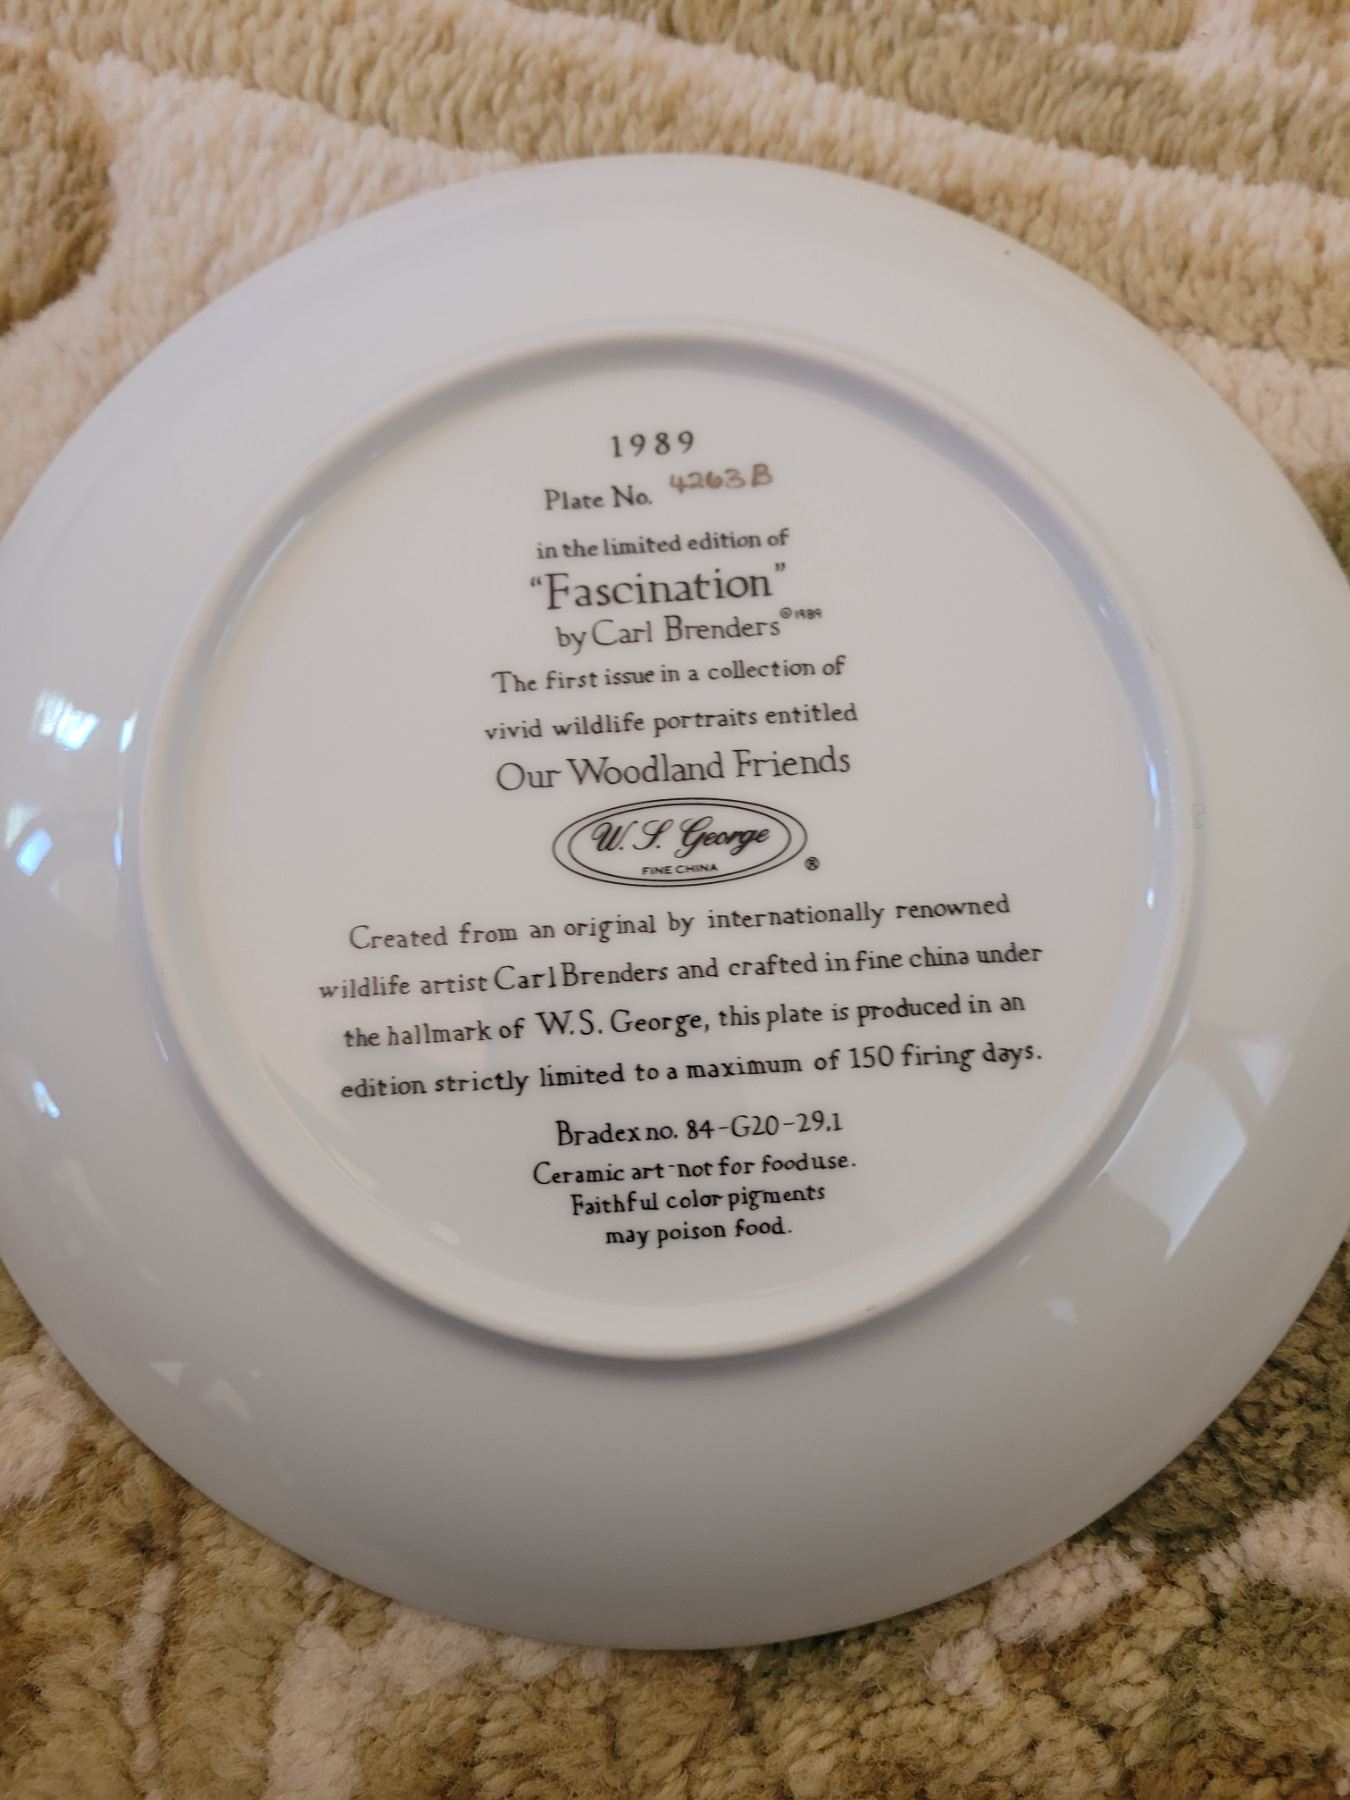 1989
Plate No. 4263B
in the limited edition of
“Fascination”
by Carl Brenders © 1989
The first issue in a collection of
vivid wildlife portraits entitled
Our Woodland Friends
W. S. George
FINE CHINA ®
Created from an original by internationally renowned
wildlife artist Carl Brenders and crafted in fine china under
the hallmark of W.S. George, this plate is produced in an
edition strictly limited to a maximum of 150 firing days.
Bradex no. 84-G20-29.1
Ceramic art-not for food use.
Faithful color pigments
may poison food.